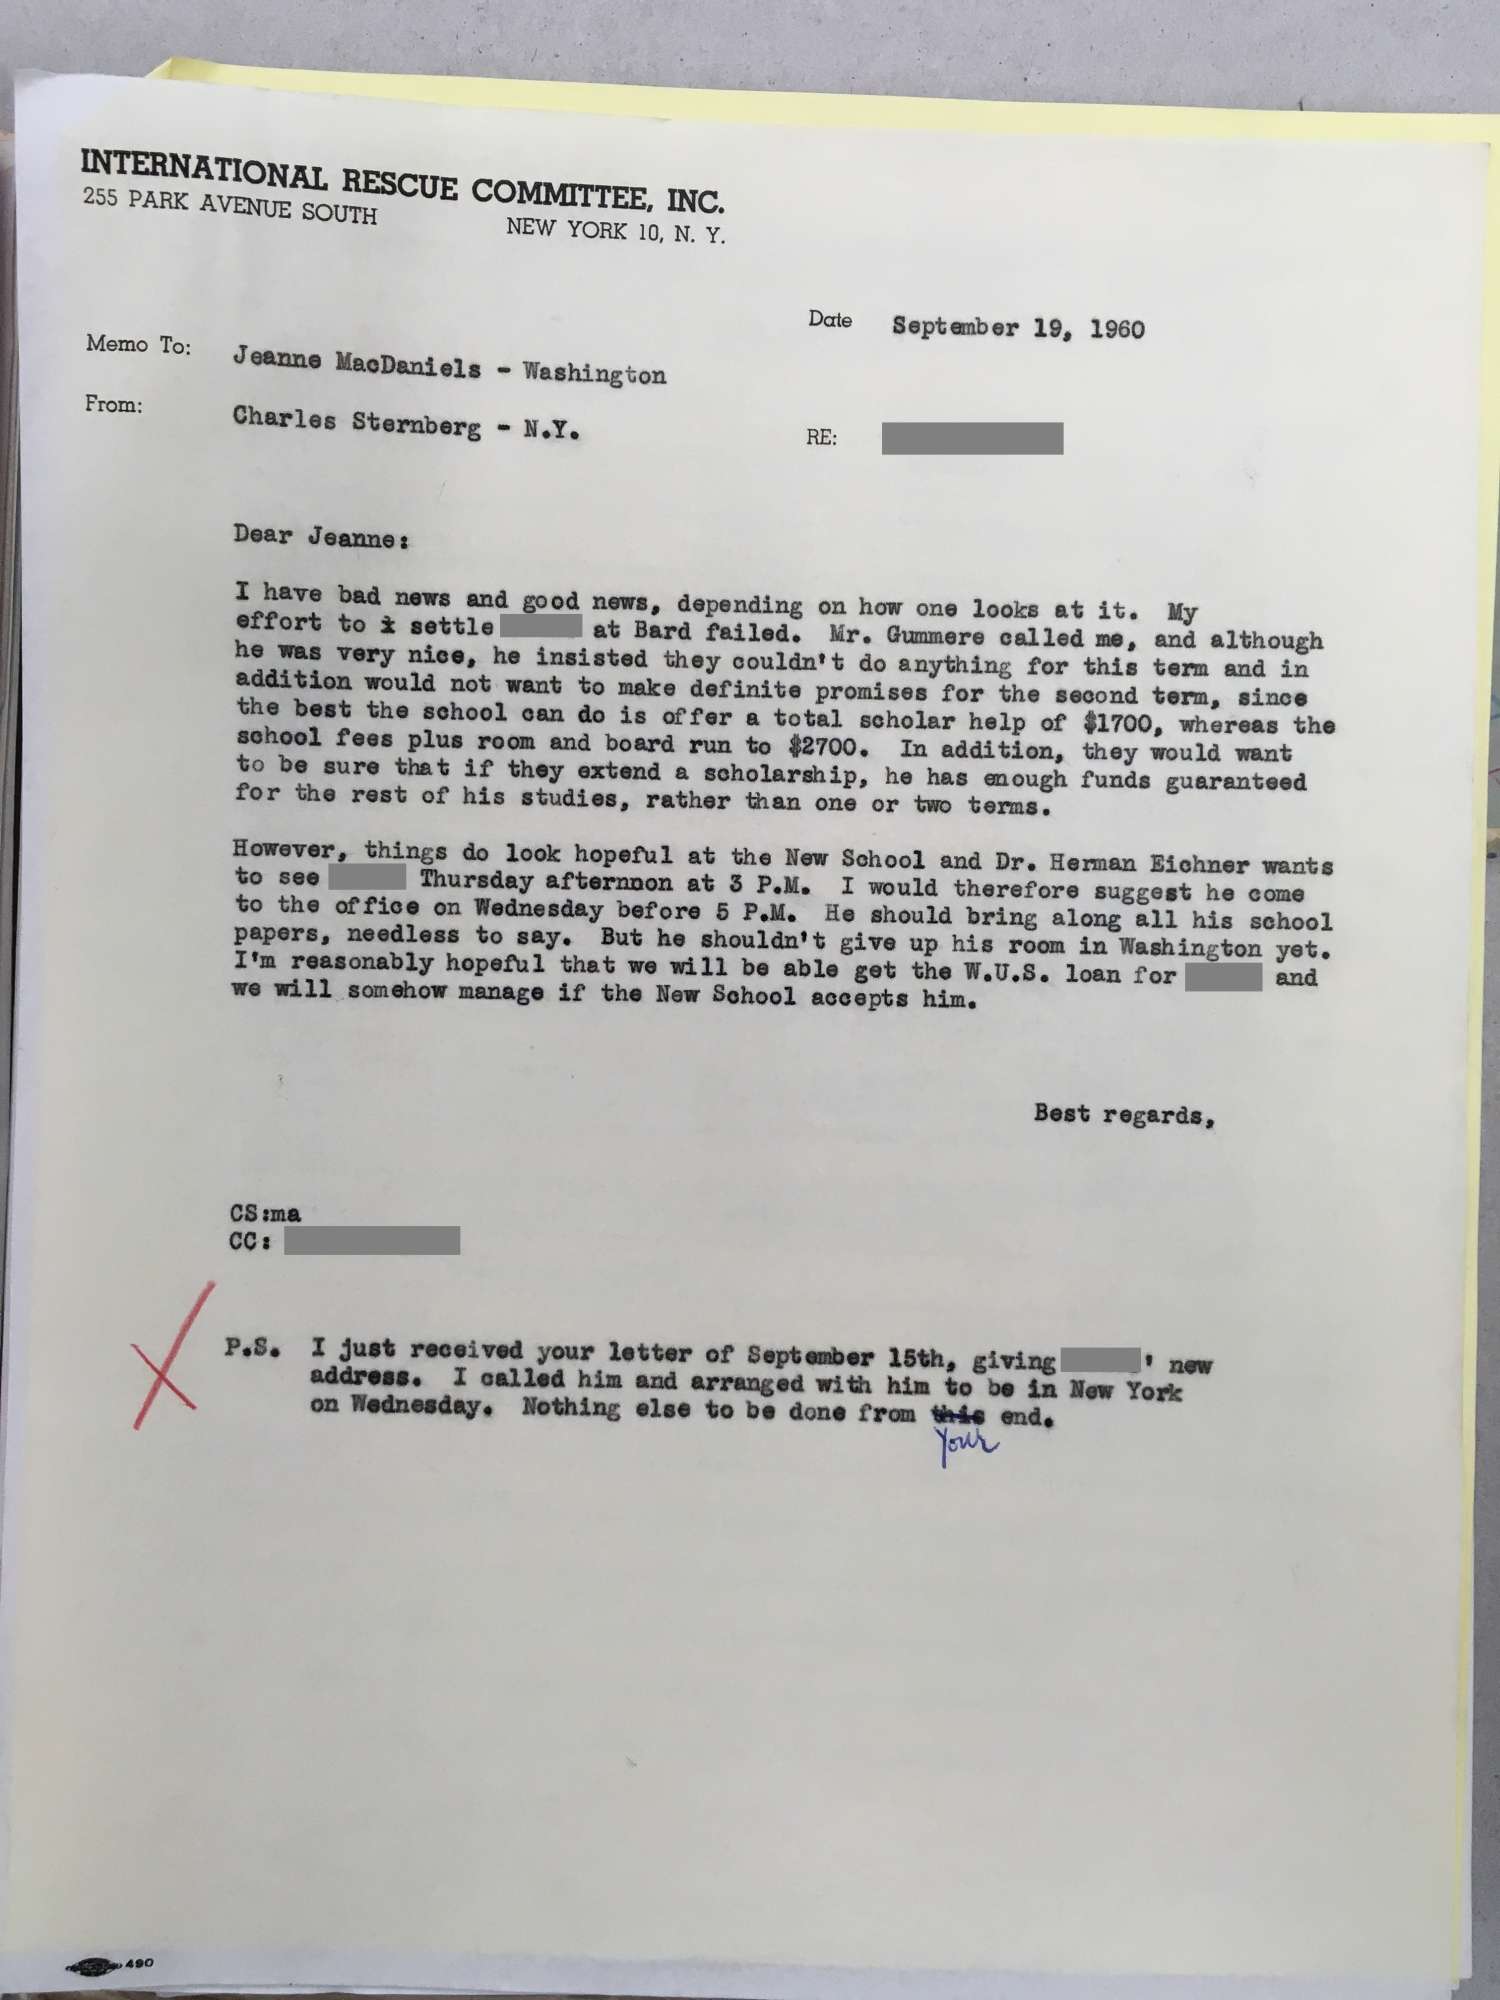 INTERNATIONAL RESCUE COMMITTEE, INC.
255 PARK AVENUE SOUTH NEW YORK 10, N. Y.
Date September 19, 1960
Memo To: Jeanne MacDaniels - Washington
From: Charles Sternberg - N.Y.
RE:
Dear Jeanne:
I have bad news and good news, depending on how one looks at it. My
effort to x settle at Bard failed. Mr. Gummere called me, and although
he was very nice, he insisted they couldn't do anything for this term and in
addition would not want to make definite promises for the second term, since
the best the school can do is offer a total scholar help of $1700, whereas the
school fees plus room and board run to $2700. In addition, they would want
to be sure that if they extend a scholarship, he has enough funds guaranteed
for the rest of his studies, rather than one or two terms.
However, things do look hopeful at the New School and Dr. Herman Eichner wants
to see Thursday afternnon at 3 P.M. I would therefore suggest he come
to the office on Wednesday before 5 P.M. He should bring along all his school
papers, needless to say. But he shouldn't give up his room in Washington yet.
I'm reasonably hopeful that we will be able get the W.U.S. loan for and
we will somehow manage if the New School accepts him.
Best regards,
CS:ma
CC:
P.S. I just received your letter of September 15th, giving ' new
address. I called him and arranged with him to be in New York
on Wednesday. Nothing else to be done from this end.
your
490